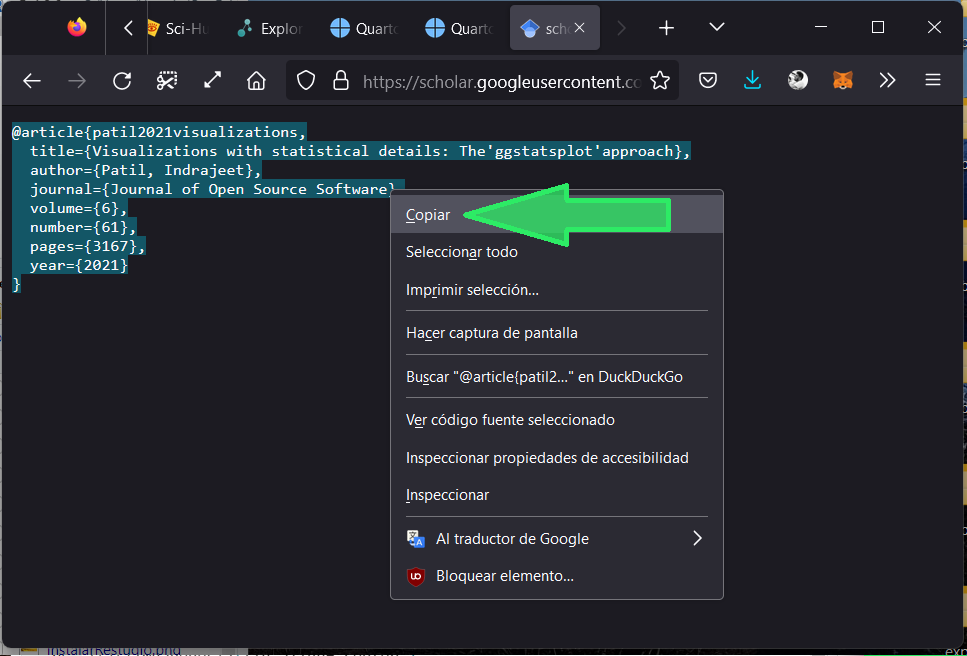 Sci-Hu
Explor
Quarto
Quarto
scho
https://scholar.googleusercontent.co
@article{patil2021visualizations,
title={Visualizations with statistical details: The'ggstatsplot'approach},
author={Patil, Indrajeet},
journal={Journal of Open Source Software},
volume={6},
number={61},
pages={3167},
year={2021}
}
Copiar
Seleccionar todo
Imprimir selección...
Hacer captura de pantalla
Buscar "@article{patil2..." en DuckDuckGo
Ver código fuente seleccionado
Inspeccionar propiedades de accesibilidad
Inspeccionar
Al traductor de Google
Bloquear elemento...